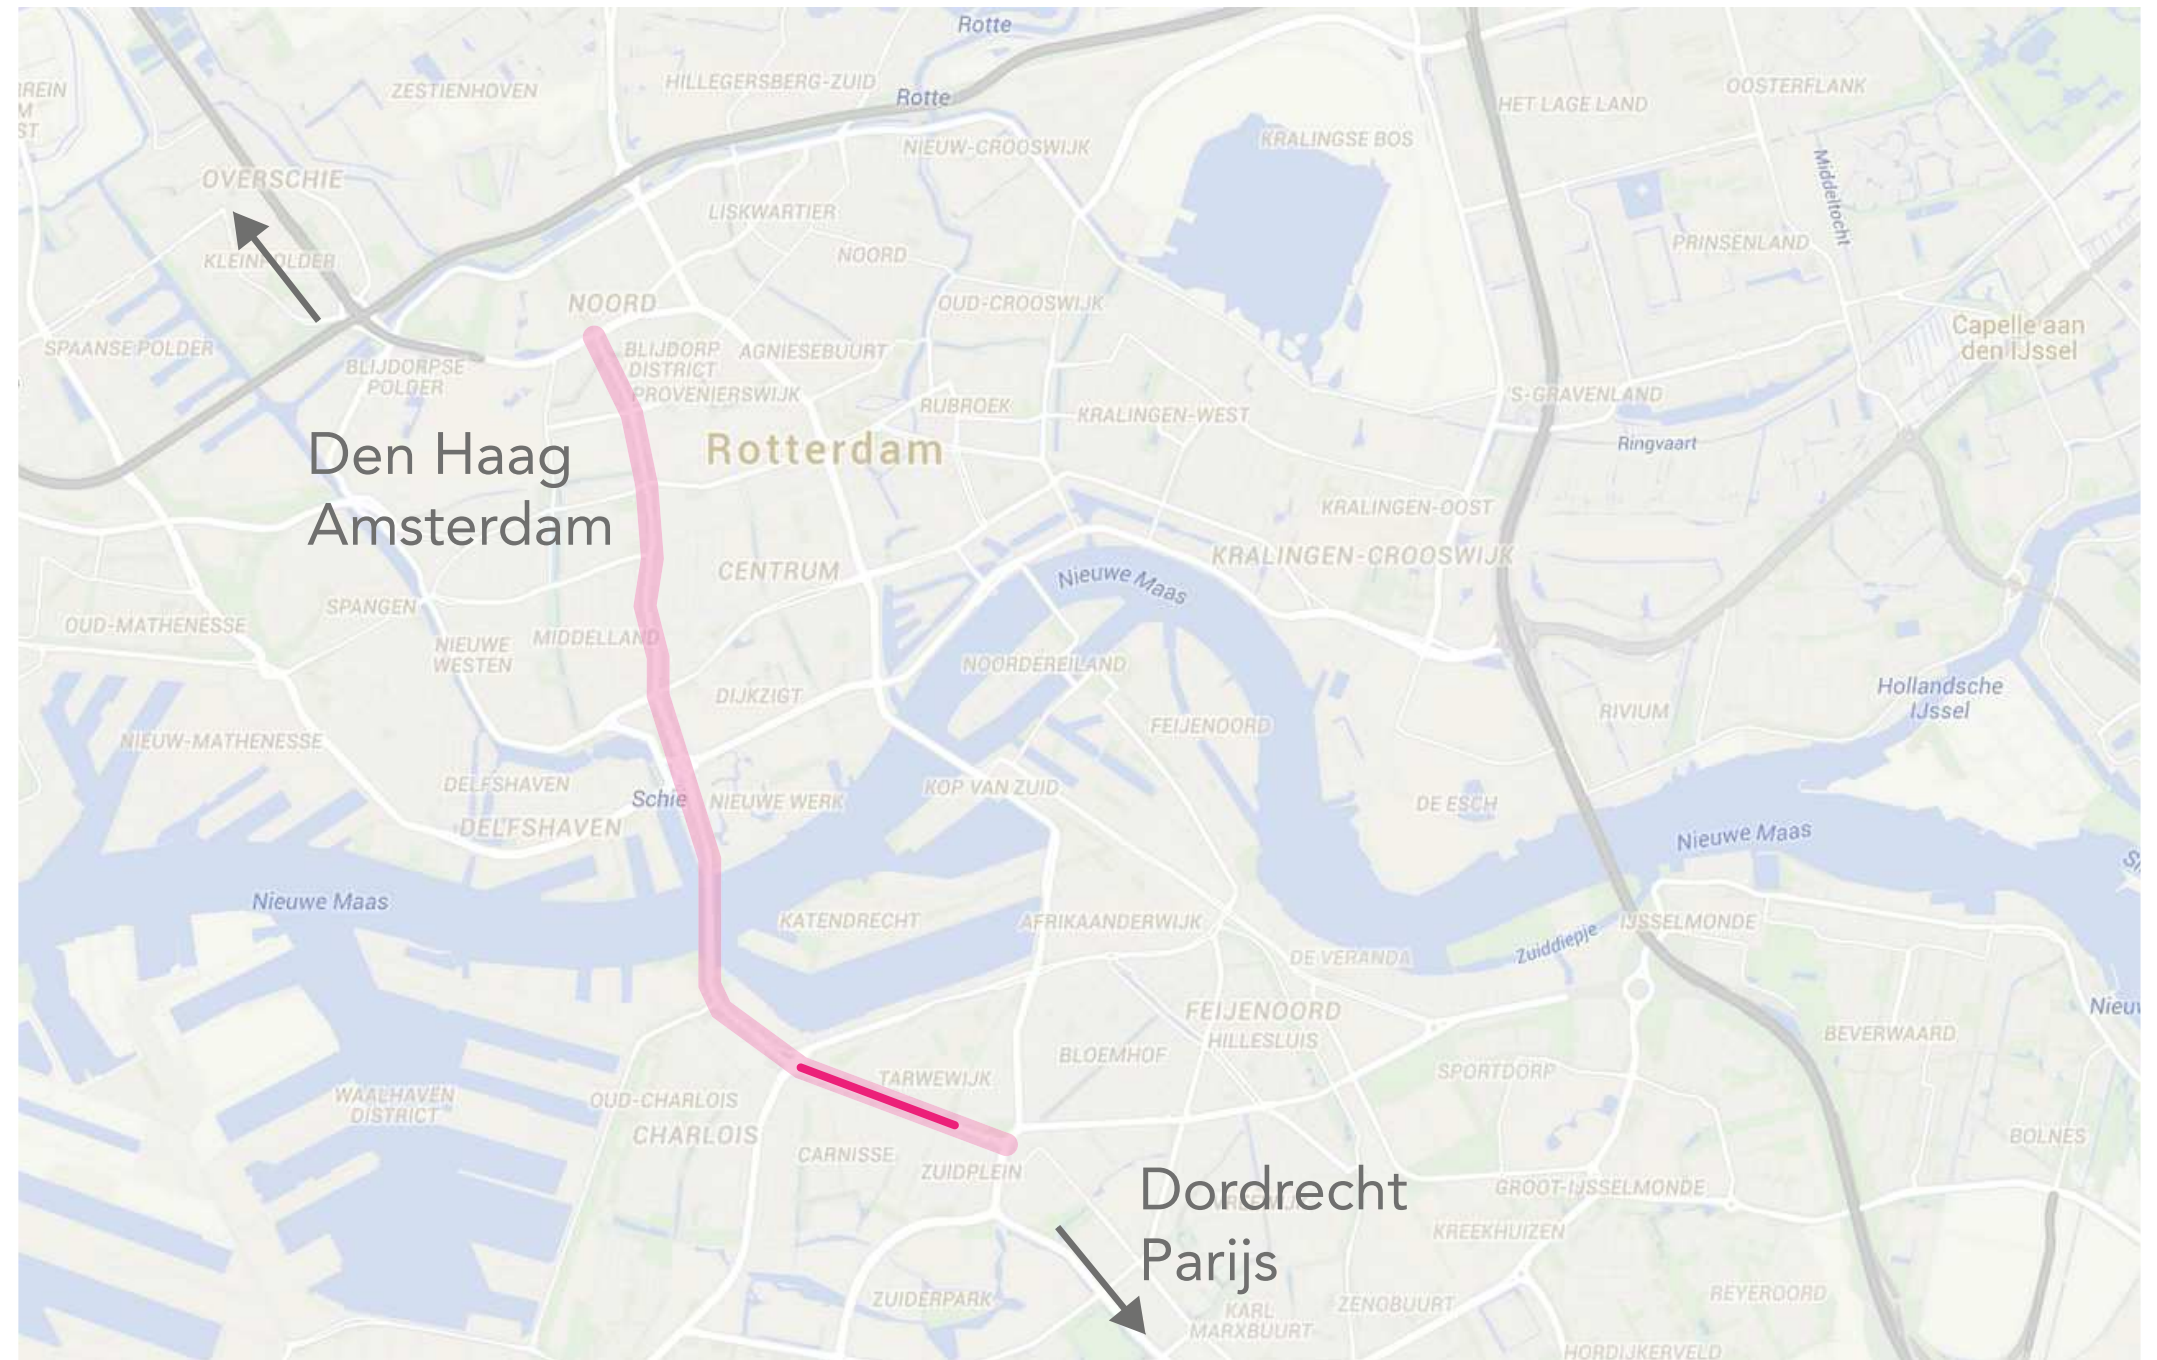 Rotte
HILLEGERSBERG-ZUID
ZESTIENHOVEN
Rotte
OOSTERFLANK
HET LAGE LAND
KRALINGSE BOS
NIEUW-CROOSWIJK
OVERSCHIE
LISKWARTIER
Middeltocht
PRINSENLAND
KLEINPOLDER
NOORD
NOORD
OUD-CROOSWIJK
SPAANSE POLDER
BLIJDORP
DISTRICT
AGNIESEBUURT
Capelle aan
den IJssel
BLIJDORPSE
POLDER
PROVENIERSWIJK
RUBROEK
KRALINGEN-WEST
'S-GRAVENLAND
Ringvaart
Den Haag
Amsterdam
Rotterdam
KRALINGEN-OOST
KRALINGEN-CROOSWIJK
CENTRUM
Nieuwe Maas
SPANGEN
OUD-MATHENESSE
NIEUWE
WESTEN
MIDDELLAND
NOORDEREILAND
DIJKZIGT
Hollandsche
IJssel
RIVIUM
FEIJENOORD
NIEUW-MATHENESSE
DELFSHAVEN
Schie
NIEUWE WERK
KOP VAN ZUID
DE ESCH
DELFSHAVEN
Nieuwe Maas
Nieuwe Maas
KATENDRECHT
AFRIKAANDERWIJK
IJSSELMONDE
Zuiddiepje
DE VERANDA
FEIJENOORD
HILLESLUIS
BEVERWAARD
BLOEMHOF
SPORTDORP
TARWEWIJK
WAALHAVEN
DISTRICT
OUD-CHARLOIS
CHARLOIS
CARNISSE
ZUIDPLEIN
BOLNES
Dordrecht
Parijs
GROOT-IJSSELMONDE
KREEKHUIZEN
ZUIDERPARK
KARL
MARXBUURT
ZENOBUURT
REYEROORD
HORDIJKERVELD